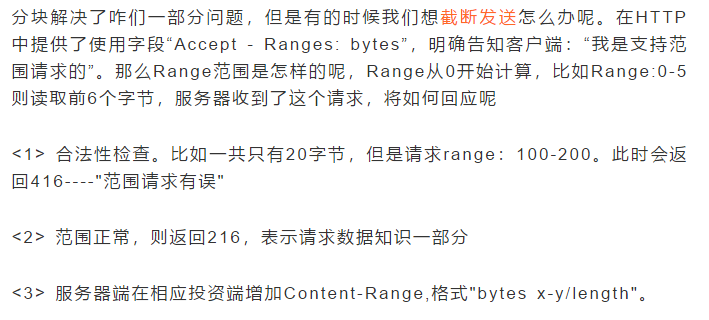 分块解决了咋们一部分问题，但是有的时候我们想截断发送怎么办呢。在HTTP
中提供了使用字段“Accept - Ranges: bytes”，明确告知客户端：“我是支持范
围请求的”。那么Range范围是怎样的呢，Range从0开始计算，比如Range:0-5
则读取前6个字节，服务器收到了这个请求，将如何回应呢
<1> 合法性检查。比如一共只有20字节，但是请求range：100-200。此时会返
回416----"范围请求有误"
<2> 范围正常，则返回216，表示请求数据知识一部分
<3> 服务器端在相应投资端增加Content-Range,格式"bytes x-y/length"。